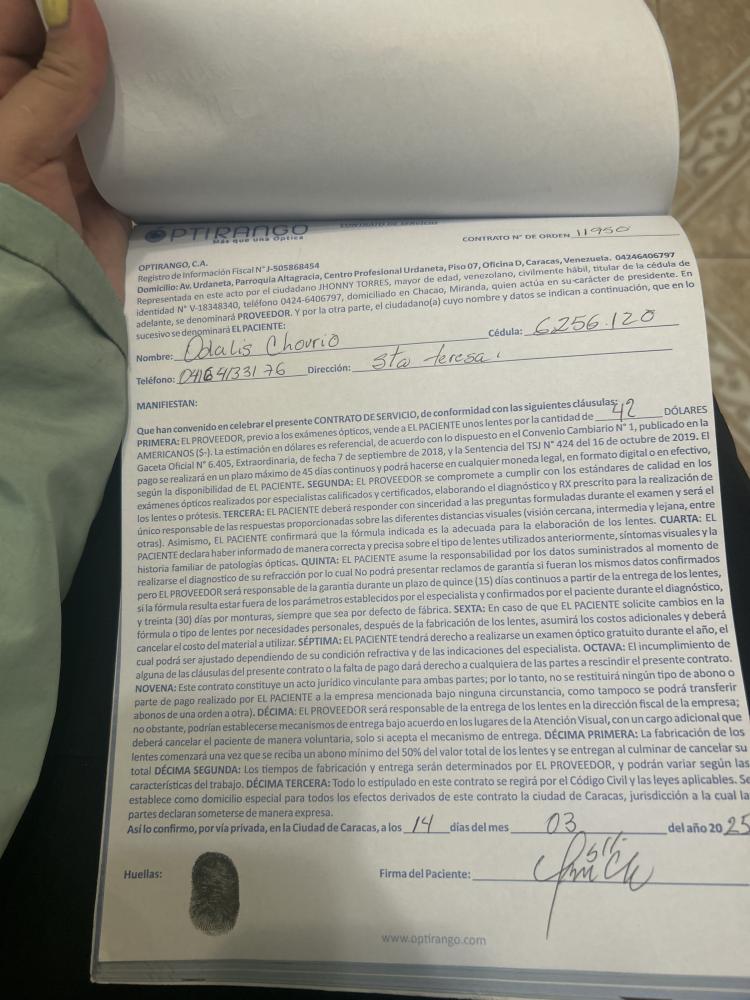 OPTIRANGO
Más que una Óptica
CONTRATO DE SERVICIO
CONTRATO N° DE ORDEN 11950
OPTIRANGO, C.A.
Registro de Información Fiscal N° J-505868454
Domicilio: Av. Urdaneta, Parroquia Altagracia, Centro Profesional Urdaneta, Piso 07, Oficina D, Caracas, Venezuela. 04246406797
Representada en este acto por el ciudadano JHONNY TORRES, mayor de edad, venezolano, civilmente hábil, titular de la cédula de
identidad N° V-18348340, teléfono 0424-6406797, domiciliado en Chacao, Miranda, quien actúa en su carácter de presidente. En
adelante, se denominará PROVEEDOR. Y por la otra parte, el ciudadano(a) cuyo nombre y datos se indican a continuación, que en lo
sucesivo se denominará EL PACIENTE:
Nombre: Odalis Chourio Cédula: 6256.120
Teléfono: 04164133176 Dirección: Sta teresa.
MANIFIESTAN:
Que han convenido en celebrar el presente CONTRATO DE SERVICIO, de conformidad con las siguientes cláusulas:
PRIMERA: EL PROVEEDOR, previo a los exámenes ópticos, vende a EL PACIENTE unos lentes por la cantidad de 42 DÓLARES
AMERICANOS ($-). La estimación en dólares es referencial, de acuerdo con lo dispuesto en el Convenio Cambiario N° 1, publicado en la
Gaceta Oficial N° 6.405, Extraordinaria, de fecha 7 de septiembre de 2018, y la Sentencia del TSJ N° 424 del 16 de octubre de 2019. El
pago se realizará en un plazo máximo de 45 días continuos y podrá hacerse en cualquier moneda legal, en formato digital o en efectivo,
según la disponibilidad de EL PACIENTE. SEGUNDA: EL PROVEEDOR se compromete a cumplir con los estándares de calidad en los
exámenes ópticos realizados por especialistas calificados y certificados, elaborando el diagnóstico y RX prescrito para la realización de
los lentes o prótesis. TERCERA: EL PACIENTE deberá responder con sinceridad a las preguntas formuladas durante el examen y será el
único responsable de las respuestas proporcionadas sobre las diferentes distancias visuales (visión cercana, intermedia y lejana, entre
otras). Asimismo, EL PACIENTE confirmará que la fórmula indicada es la adecuada para la elaboración de los lentes. CUARTA: EL
PACIENTE declara haber informado de manera correcta y precisa sobre el tipo de lentes utilizados anteriormente, síntomas visuales y la
historia familiar de patologías ópticas. QUINTA: EL PACIENTE asume la responsabilidad por los datos suministrados al momento de
realizarse el diagnostico de su refracción por lo cual No podrá presentar reclamos de garantía si fueran los mismos datos confirmados
pero EL PROVEEDOR será responsable de la garantía durante un plazo de quince (15) días continuos a partir de la entrega de los lentes,
si la fórmula resulta estar fuera de los parámetros establecidos por el especialista y confirmados por el paciente durante el diagnóstico,
y treinta (30) días por monturas, siempre que sea por defecto de fábrica. SEXTA: En caso de que EL PACIENTE solicite cambios en la
fórmula o tipo de lentes por necesidades personales, después de la fabricación de los lentes, asumirá los costos adicionales y deberá
cancelar el costo del material a utilizar. SÉPTIMA: EL PACIENTE tendrá derecho a realizarse un examen óptico gratuito durante el año, el
cual podrá ser ajustado dependiendo de su condición refractiva y de las indicaciones del especialista. OCTAVA: El incumplimiento de
alguna de las cláusulas del presente contrato o la falta de pago dará derecho a cualquiera de las partes a rescindir el presente contrato.
NOVENA: Este contrato constituye un acto jurídico vinculante para ambas partes; por lo tanto, no se restituirá ningún tipo de abono o
parte de pago realizado por EL PACIENTE a la empresa mencionada bajo ninguna circunstancia, como tampoco se podrá transferir
abonos de una orden a otra). DÉCIMA: EL PROVEEDOR será responsable de la entrega de los lentes en la dirección fiscal de la empresa;
no obstante, podrían establecerse mecanismos de entrega bajo acuerdo en los lugares de la Atención Visual, con un cargo adicional que
deberá cancelar el paciente de manera voluntaria, solo si acepta el mecanismo de entrega. DÉCIMA PRIMERA: La fabricación de los
lentes comenzará una vez que se reciba un abono mínimo del 50% del valor total de los lentes y se entregan al culminar de cancelar su
total DÉCIMA SEGUNDA: Los tiempos de fabricación y entrega serán determinados por EL PROVEEDOR, y podrán variar según las
características del trabajo. DÉCIMA TERCERA: Todo lo estipulado en este contrato se regirá por el Código Civil y las leyes aplicables. Se
establece como domicilio especial para todos los efectos derivados de este contrato la ciudad de Caracas, jurisdicción a la cual la
partes declaran someterse de manera expresa.
Así lo confirmo, por vía privada, en la Ciudad de Caracas, a los 14 días del mes 03 del año 2025
Huellas: Firma del Paciente:
www.optirango.com